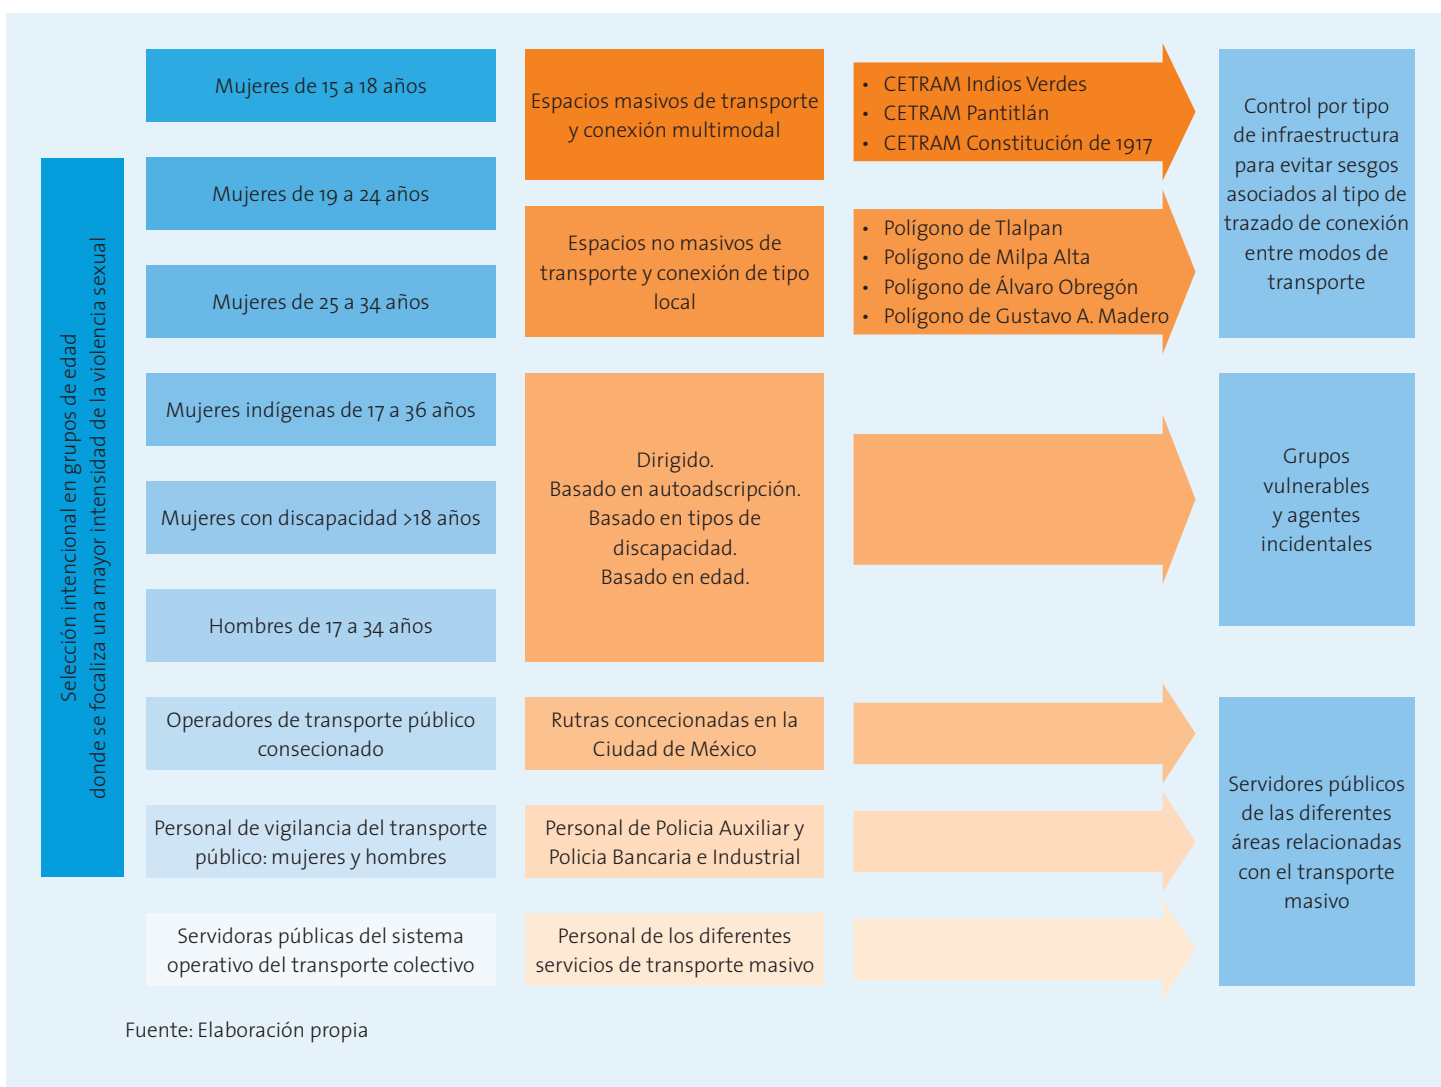 Selección intencional en grupos de edad
donde se focaliza una mayor intensidad de la violencia sexual
Mujeres de 15 a 18 años
Mujeres de 19 a 24 años
Mujeres de 25 a 34 años
Mujeres indígenas de 17 a 36 años
Mujeres con discapacidad >18 años
Hombres de 17 a 34 años
Operadores de transporte público
consecionado
Personal de vigilancia del transporte
público: mujeres y hombres
Servidoras públicas del sistema
operativo del transporte colectivo
Espacios masivos de transporte
y conexión multimodal
Espacios no masivos de
transporte y conexión de tipo
local
Dirigido.
Basado en autoadscripción.
Basado en tipos de
discapacidad.
Basado en edad.
Rutras concecionadas en la
Ciudad de México
Personal de Policia Auxiliar y
Policia Bancaria e Industrial
Personal de los diferentes
servicios de transporte masivo
• CETRAM Indios Verdes
• CETRAM Pantitlán
• CETRAM Constitución de 1917
• Polígono de Tlalpan
• Polígono de Milpa Alta
• Polígono de Álvaro Obregón
• Polígono de Gustavo A. Madero
Control por tipo
de infraestructura
para evitar sesgos
asociados al tipo de
trazado de conexión
entre modos de
transporte
Grupos
vulnerables
y agentes
incidentales
Servidores públicos
de las diferentes
áreas relacionadas
con el transporte
masivo
Fuente: Elaboración propia